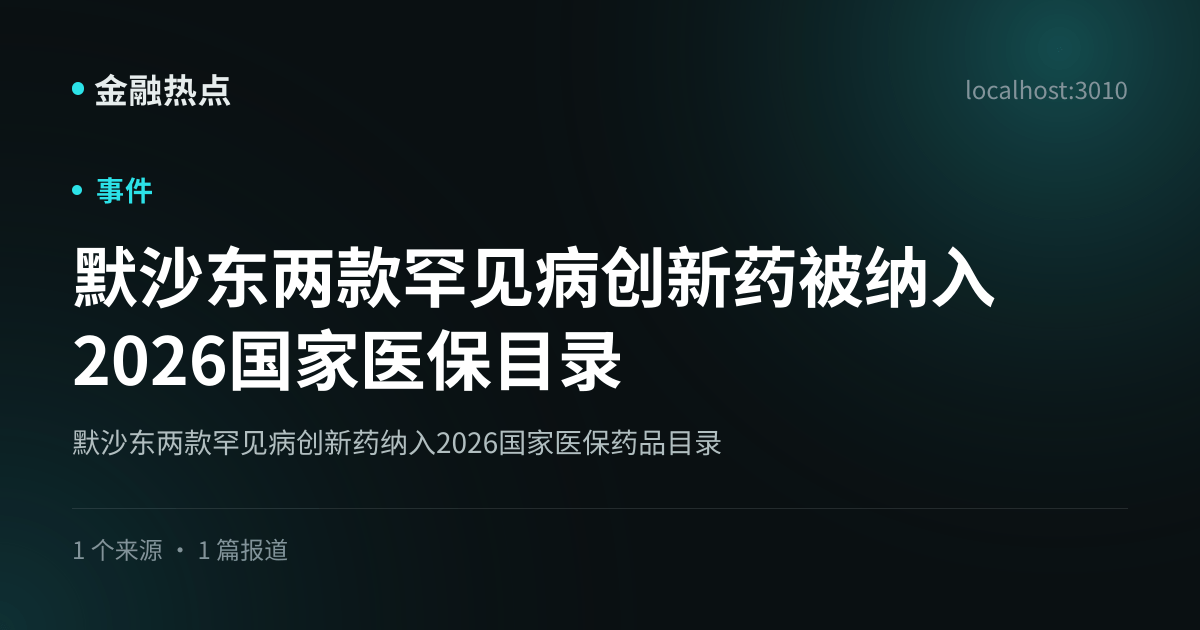 金融热点
localhost:3010
事件
默沙东两款罕见病创新药被纳入
2026国家医保目录
默沙东两款罕见病创新药纳入2026国家医保药品目录
1 个来源 · 1 篇报道